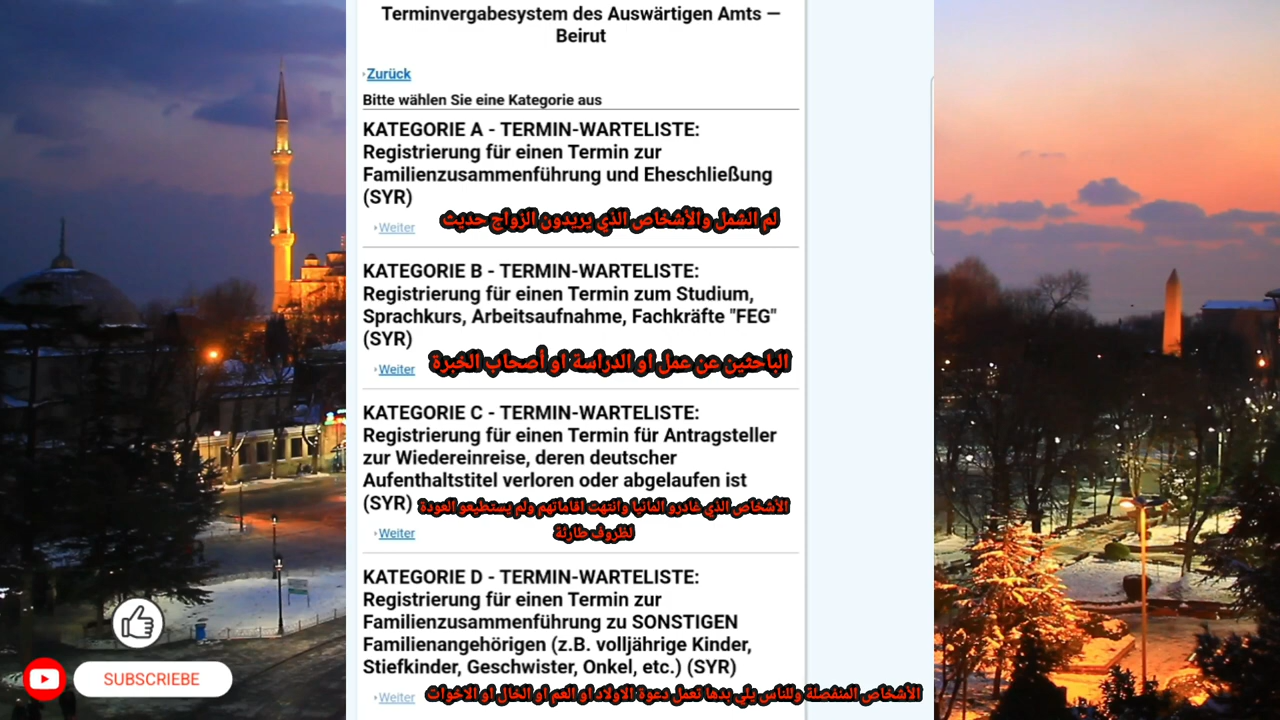 Terminvergabesystem des Auswärtigen Amts –
Beirut
Zurück
Bitte wählen Sie eine Kategorie aus
KATEGORIE A - TERMIN-WARTELISTE:
Registrierung für einen Termin zur
Familienzusammenführung und Eheschließung
(SYR)
لم الشمل والأشخاص الذي يريدون الزواج حديث
Weiter
KATEGORIE B - TERMIN-WARTELISTE:
Registrierung für einen Termin zum Studium,
Sprachkurs, Arbeitsaufnahme, Fachkräfte "FEG"
(SYR)
الباحثين عن عمل او الدراسة او أصحاب الخبرة
Weiter
KATEGORIE C - TERMIN-WARTELISTE:
Registrierung für einen Termin für Antragsteller
zur Wiedereinreise, deren deutscher
Aufenthaltstitel verloren oder abgelaufen ist
(SYR)
الأشخاص الذي غادرو المانيا وانتهت اقاماتهم ولم يستطيعو العودة
لظروف طارئة
Weiter
KATEGORIE D - TERMIN-WARTELISTE:
Registrierung für einen Termin zur
Familienzusammenführung zu SONSTIGEN
Familienangehörigen (z.B. volljährige Kinder,
Stiefkinder, Geschwister, Onkel, etc.) (SYR)
Weiter
الأشخاص المنفصلة وللناس يلي بدها تعمل دعوة الاولاد او العم او الخال او الاخوات
SUBSCRIEBE